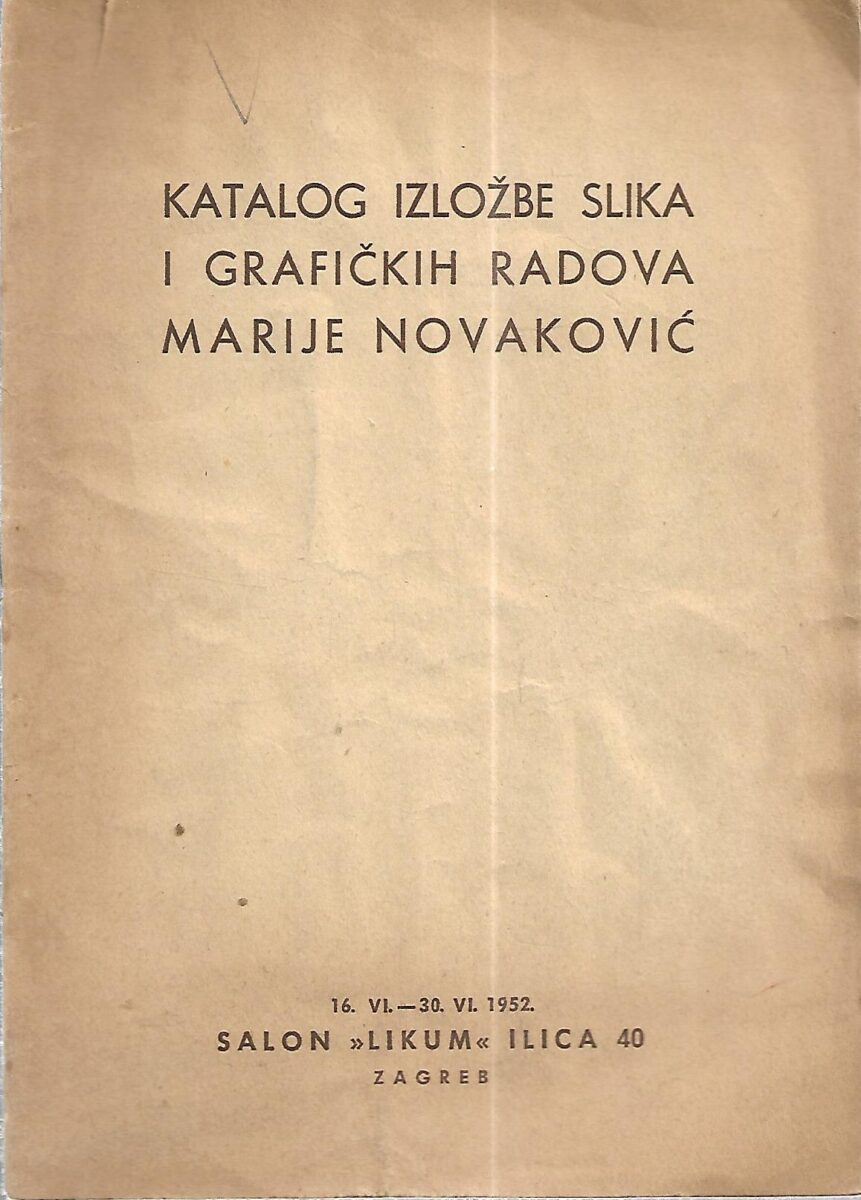 KATALOG IZLOŽBE SLIKA
I GRAFIČKIH RADOVA
MARIJE NOVAKOVIĆ
16. VI.—30. VI. 1952.
SALON »LIKUM« ILICA 40
ZAGREB